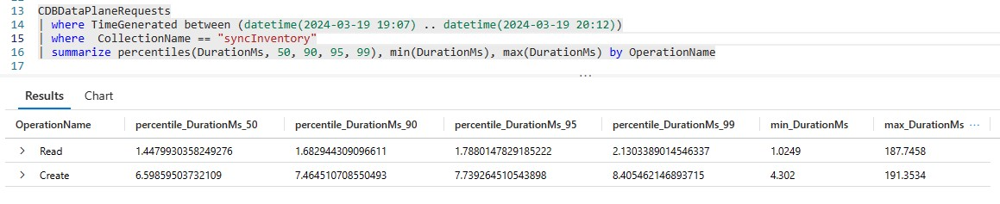 13 CDBDataPlaneRequests
14 | where TimeGenerated between (datetime(2024-03-19 19:07) .. datetime(2024-03-19 20:12))
15 | where  CollectionName == "syncInventory"
16 | summarize percentiles(DurationMs, 50, 90, 95, 99), min(DurationMs), max(DurationMs) by OperationName
17
Results Chart
OperationName percentile_DurationMs_50 percentile_DurationMs_90 percentile_DurationMs_95 percentile_DurationMs_99 min_DurationMs max_DurationMs ···
> Read 1.4479930358249276 1.682944309096611 1.7880147829185222 2.1303389014546337 1.0249 187.7458
> Create 6.59859503732109 7.464510708550493 7.739264510543898 8.405462146893715 4.302 191.3534